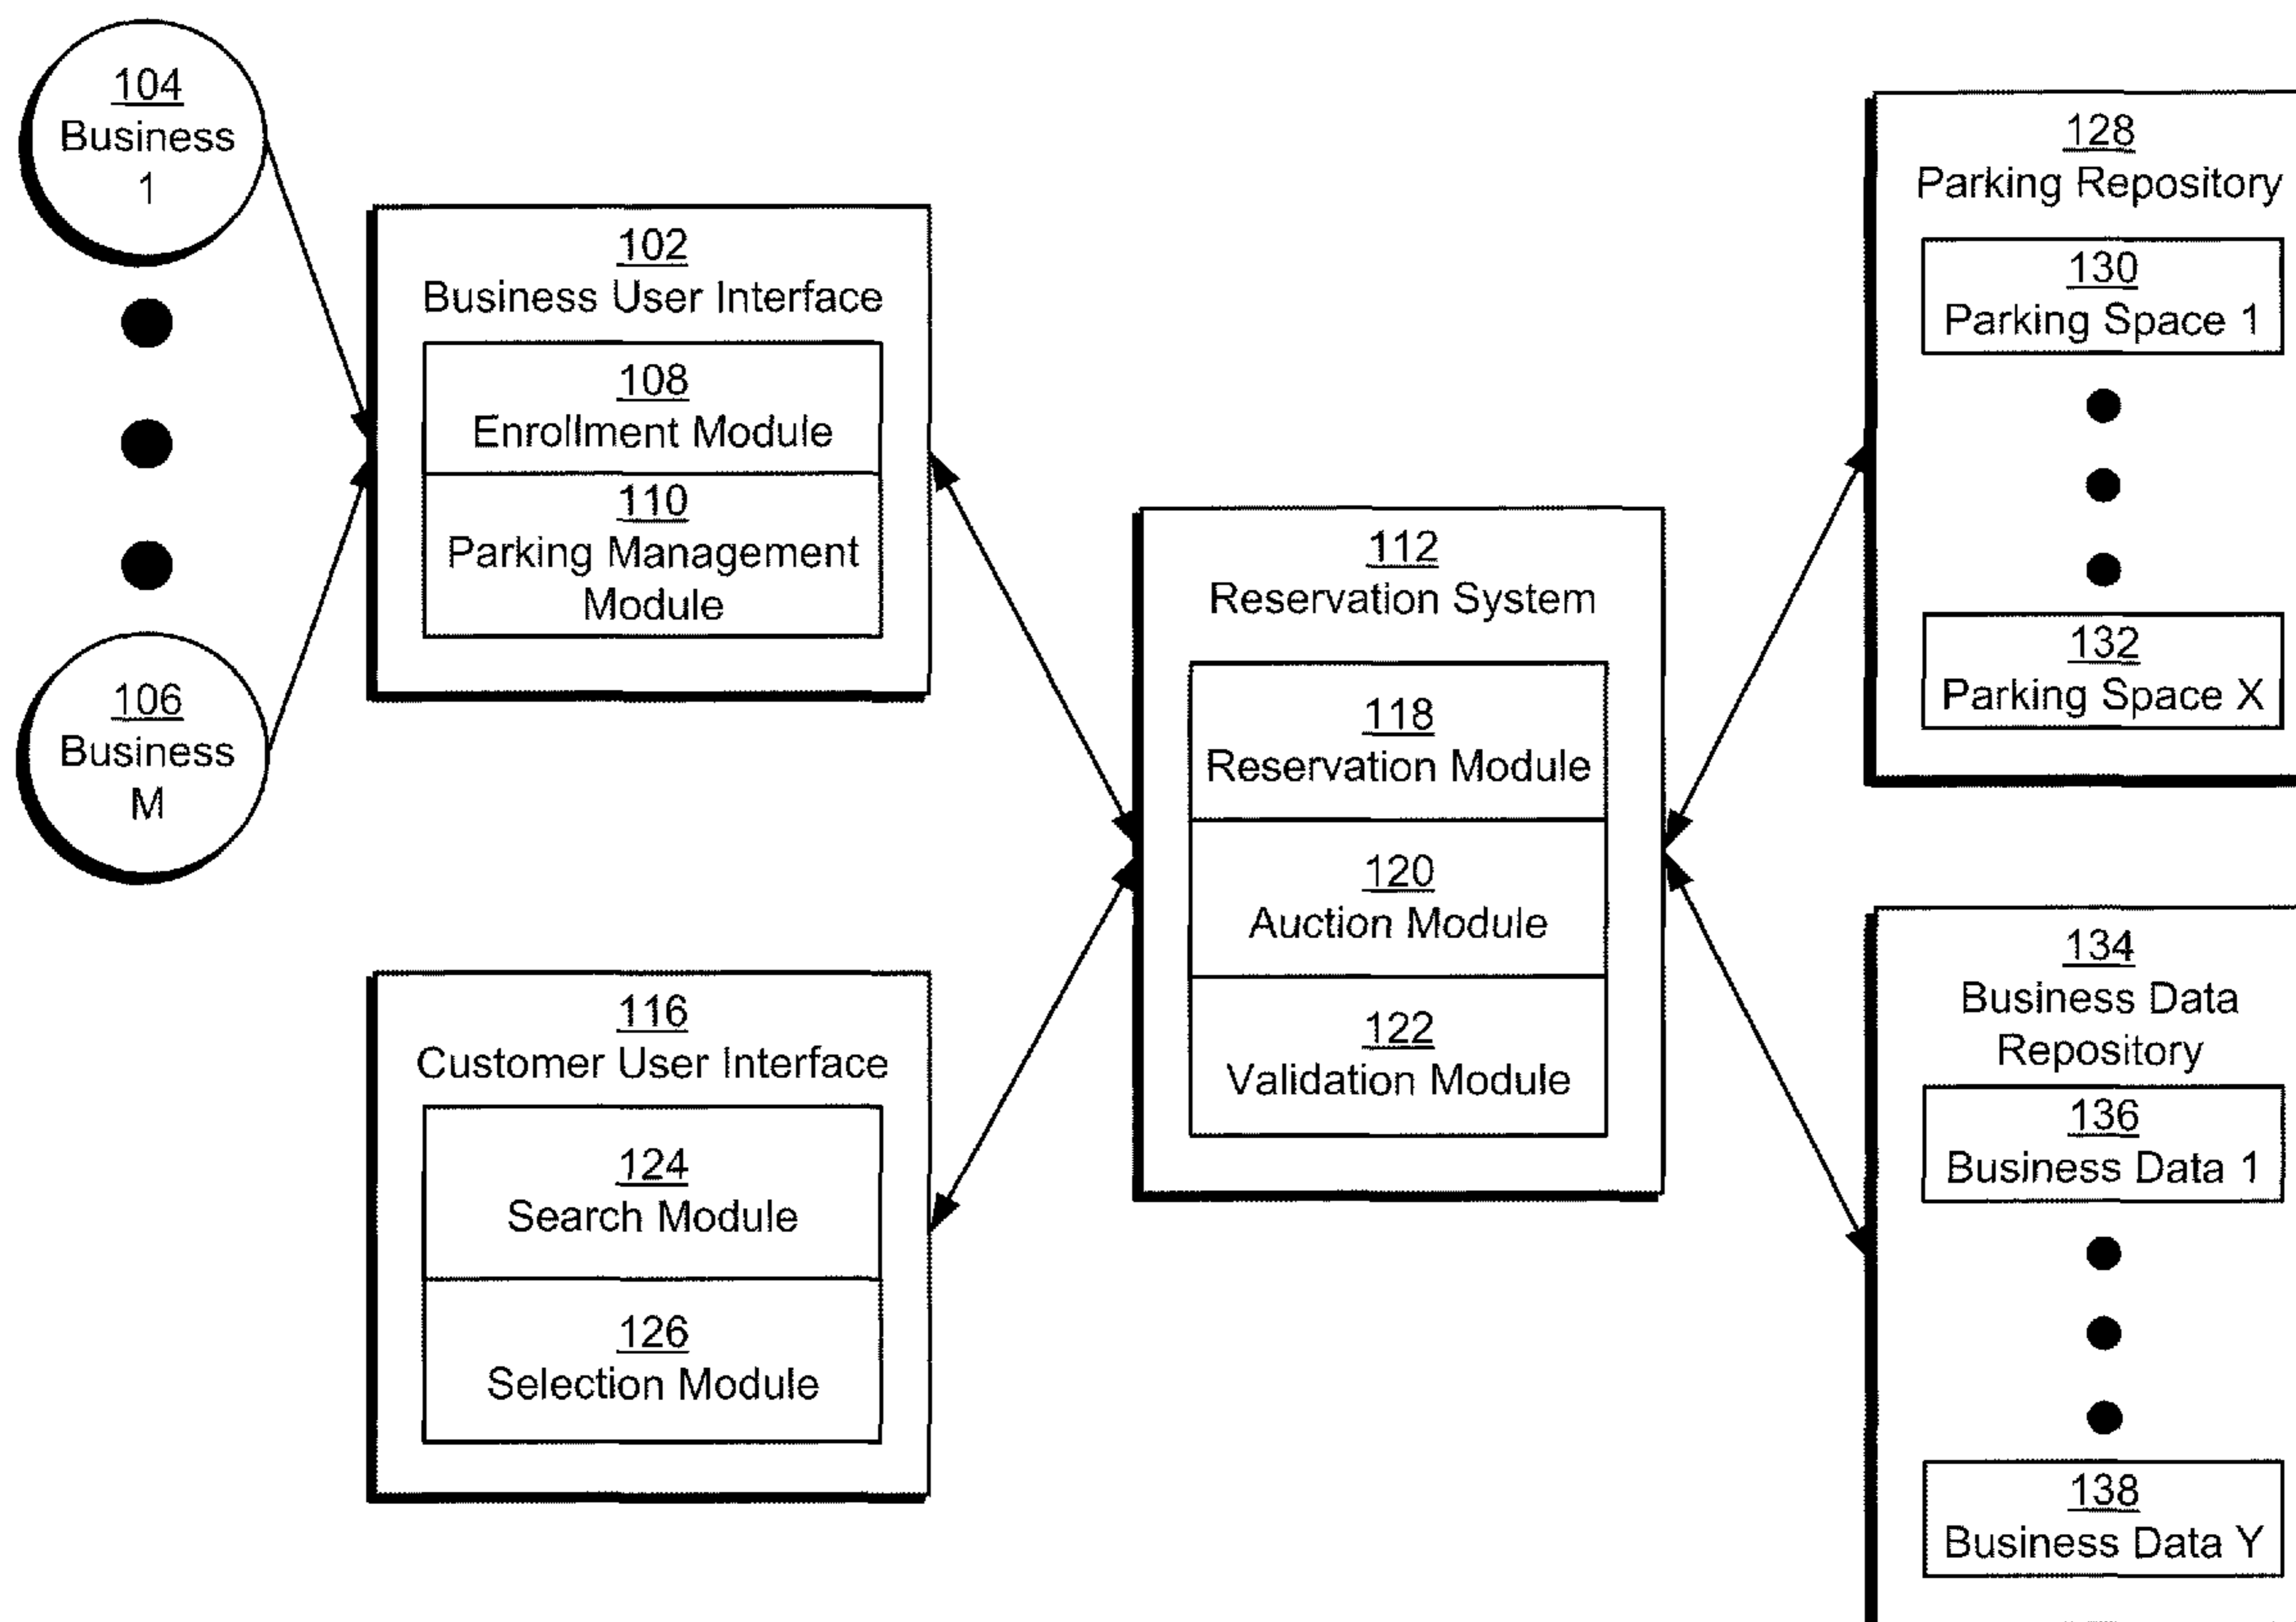 104
Business
1
106
Business
M
102
Business User Interface
108
Enrollment Module
110
Parking Management
Module
116
Customer User Interface
124
Search Module
126
Selection Module
112
Reservation System
118
Reservation Module
120
Auction Module
122
Validation Module
128
Parking Repository
130
Parking Space 1
132
Parking Space X
134
Business Data
Repository
136
Business Data 1
138
Business Data Y